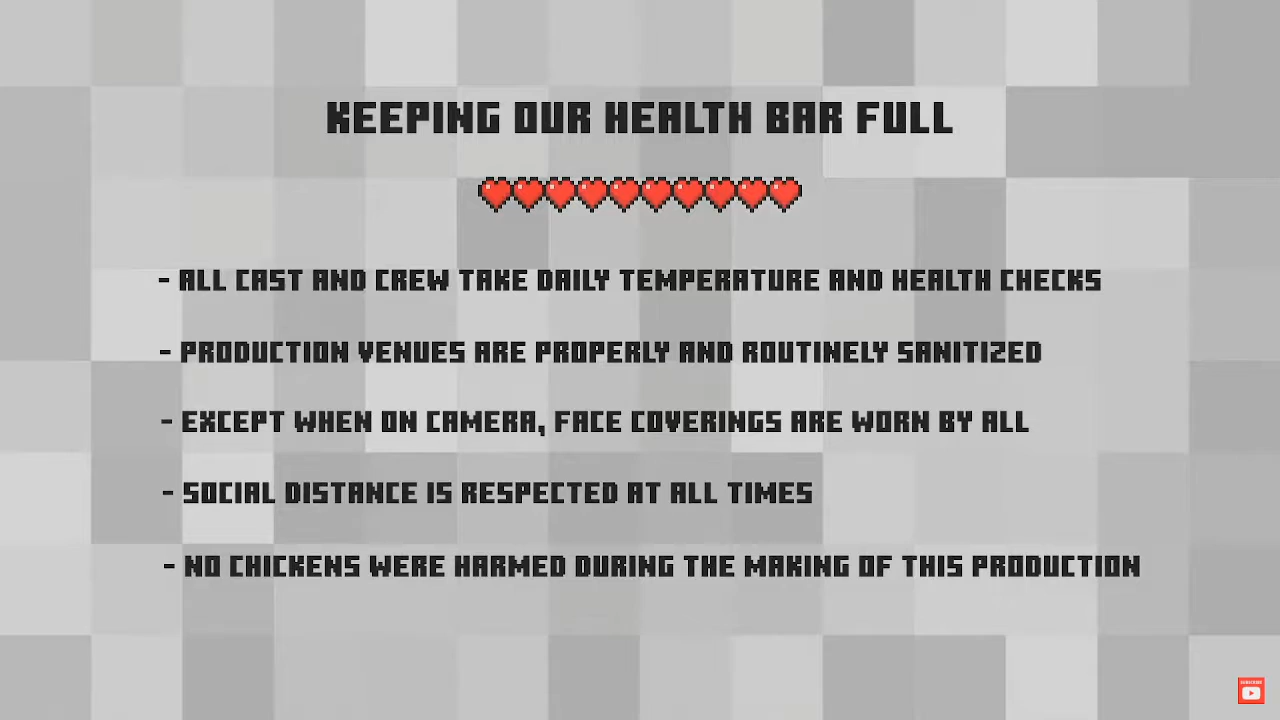 KEEPING OUR HEALTH BAR FULL
- ALL CAST AND CREW TAKE DAILY TEMPERATURE AND HEALTH CHECKS
- PRODUCTION VENUES ARE PROPERLY AND ROUTINELY SANITIZED
- EXCEPT WHEN ON CAMERA, FACE COVERINGS ARE WORN BY ALL
- SOCIAL DISTANCE IS RESPECTED AT ALL TIMES
- NO CHICKENS WERE HARMED DURING THE MAKING OF THIS PRODUCTION
SUBSCRIBE